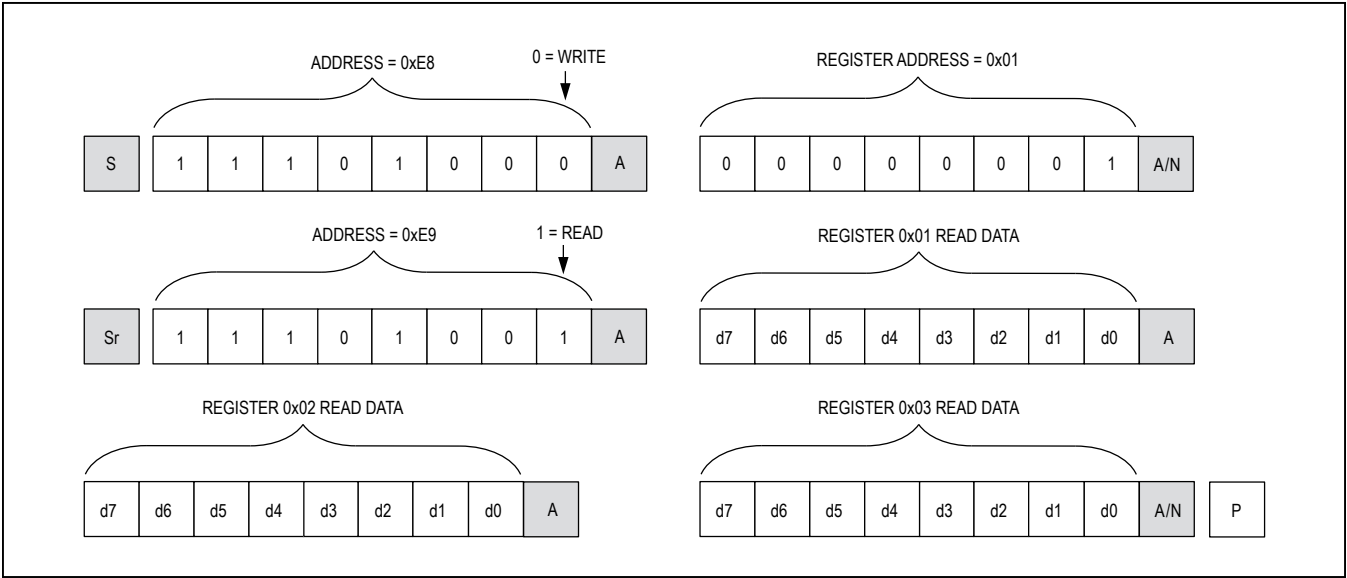 ADDRESS = 0xE8 0 = WRITE REGISTER ADDRESS = 0x01
S 1 1 1 0 1 0 0 0 A 0 0 0 0 0 0 0 1 A/N
ADDRESS = 0xE9 1 = READ REGISTER 0x01 READ DATA
Sr 1 1 1 0 1 0 0 1 A d7 d6 d5 d4 d3 d2 d1 d0 A
REGISTER 0x02 READ DATA REGISTER 0x03 READ DATA
d7 d6 d5 d4 d3 d2 d1 d0 A d7 d6 d5 d4 d3 d2 d1 d0 A/N P